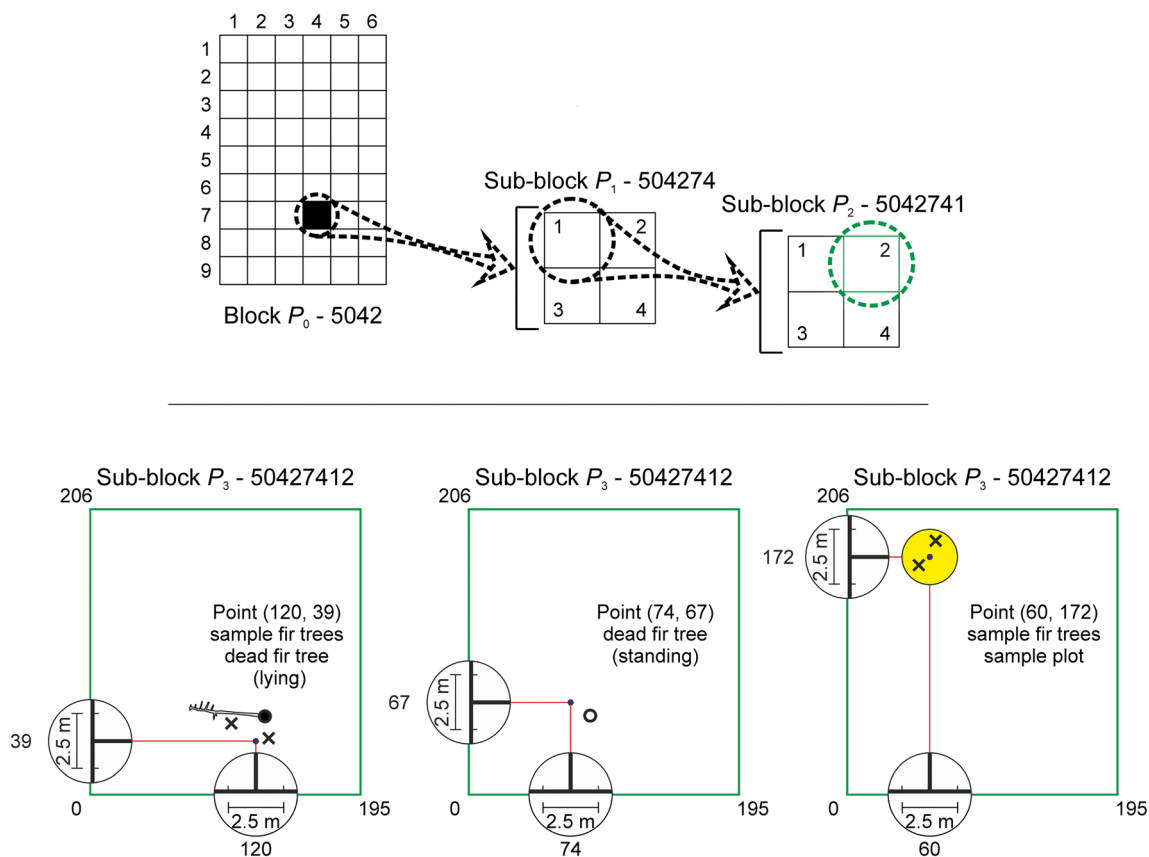 1 2 3 4 5 6
1
2
3
4
5
6
7
8
9
Block P0 - 5042
Sub-block P1 - 504274
1 2
3 4
Sub-block P2 - 5042741
1 2
3 4
Sub-block P3 - 50427412
206
Point (120, 39)
sample fir trees
dead fir tree
(lying)
39
2.5 m
0
2.5 m
195
120
Sub-block P3 - 50427412
206
Point (74, 67)
dead fir tree
(standing)
67
2.5 m
0
2.5 m
195
74
Sub-block P3 - 50427412
206
172
2.5 m
Point (60, 172)
sample fir trees
sample plot
0
2.5 m
195
60